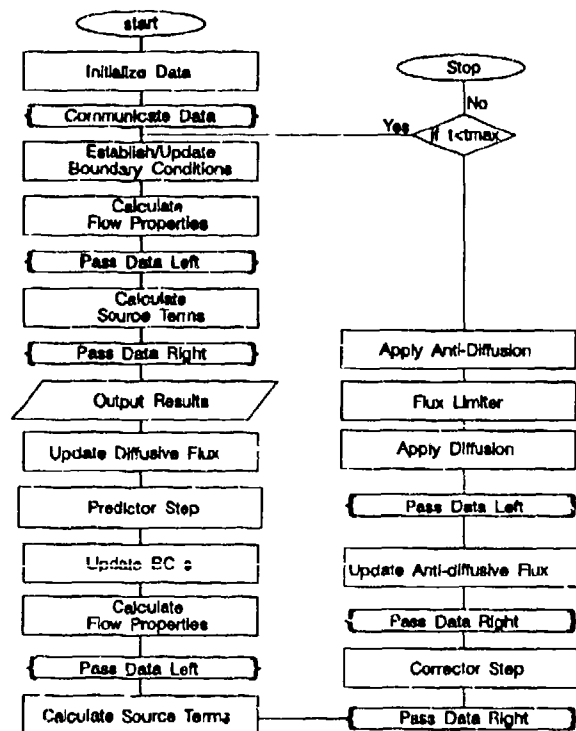 start
Initialize Data
Communicate Data
Establish/Update
Boundary Conditions
Calculate
Flow Properties
Pass Data Left
Calculate
Source Terms
Pass Data Right
Output Results
Update Diffusive Flux
Predictor Step
Update BC s
Calculate
Flow Properties
Pass Data Left
Calculate Source Terms
Stop
No
Yes
If t<tmax
Apply Anti-Diffusion
Flux Limiter
Apply Diffusion
Pass Data Left
Update Anti-diffusive Flux
Pass Data Right
Corrector Step
Pass Data Right